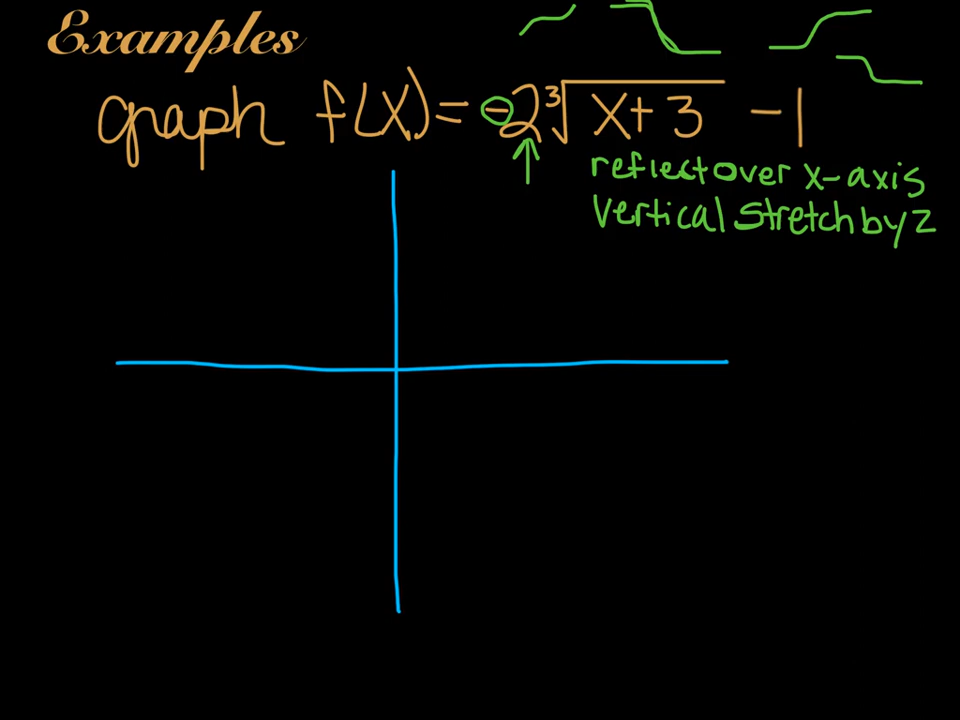 Examples
graph f(x) = -2∛(x+3) - 1
reflect over x-axis
Vertical Stretch by 2